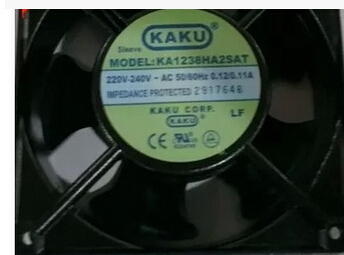 KAKU
Sleeve
MODEL:KA1238HA2SAT
220V-240V~ AC 50/60Hz 0.12/0.11A
IMPEDANCE PROTECTED 2917646
KAKU CORP.
KAKU
LF
CE